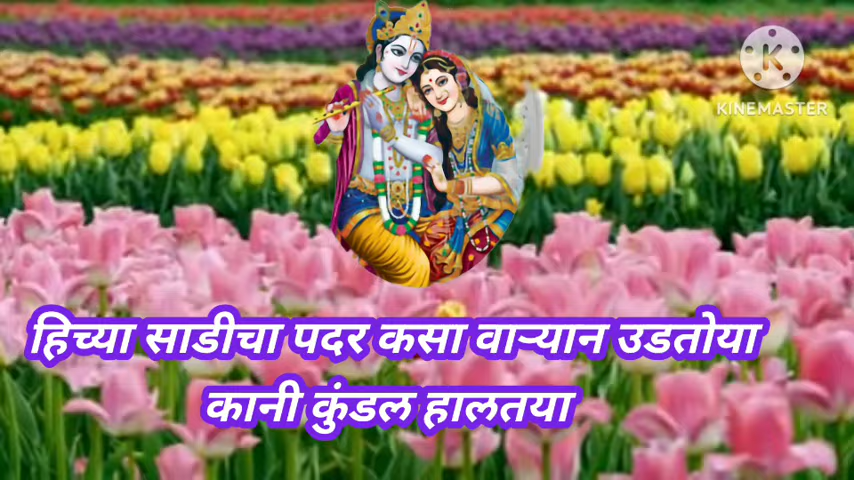 KINEMASTER
हिच्या साडीचा पदर कसा वाऱ्यान उडतोया
कानी कुंडल हालतया